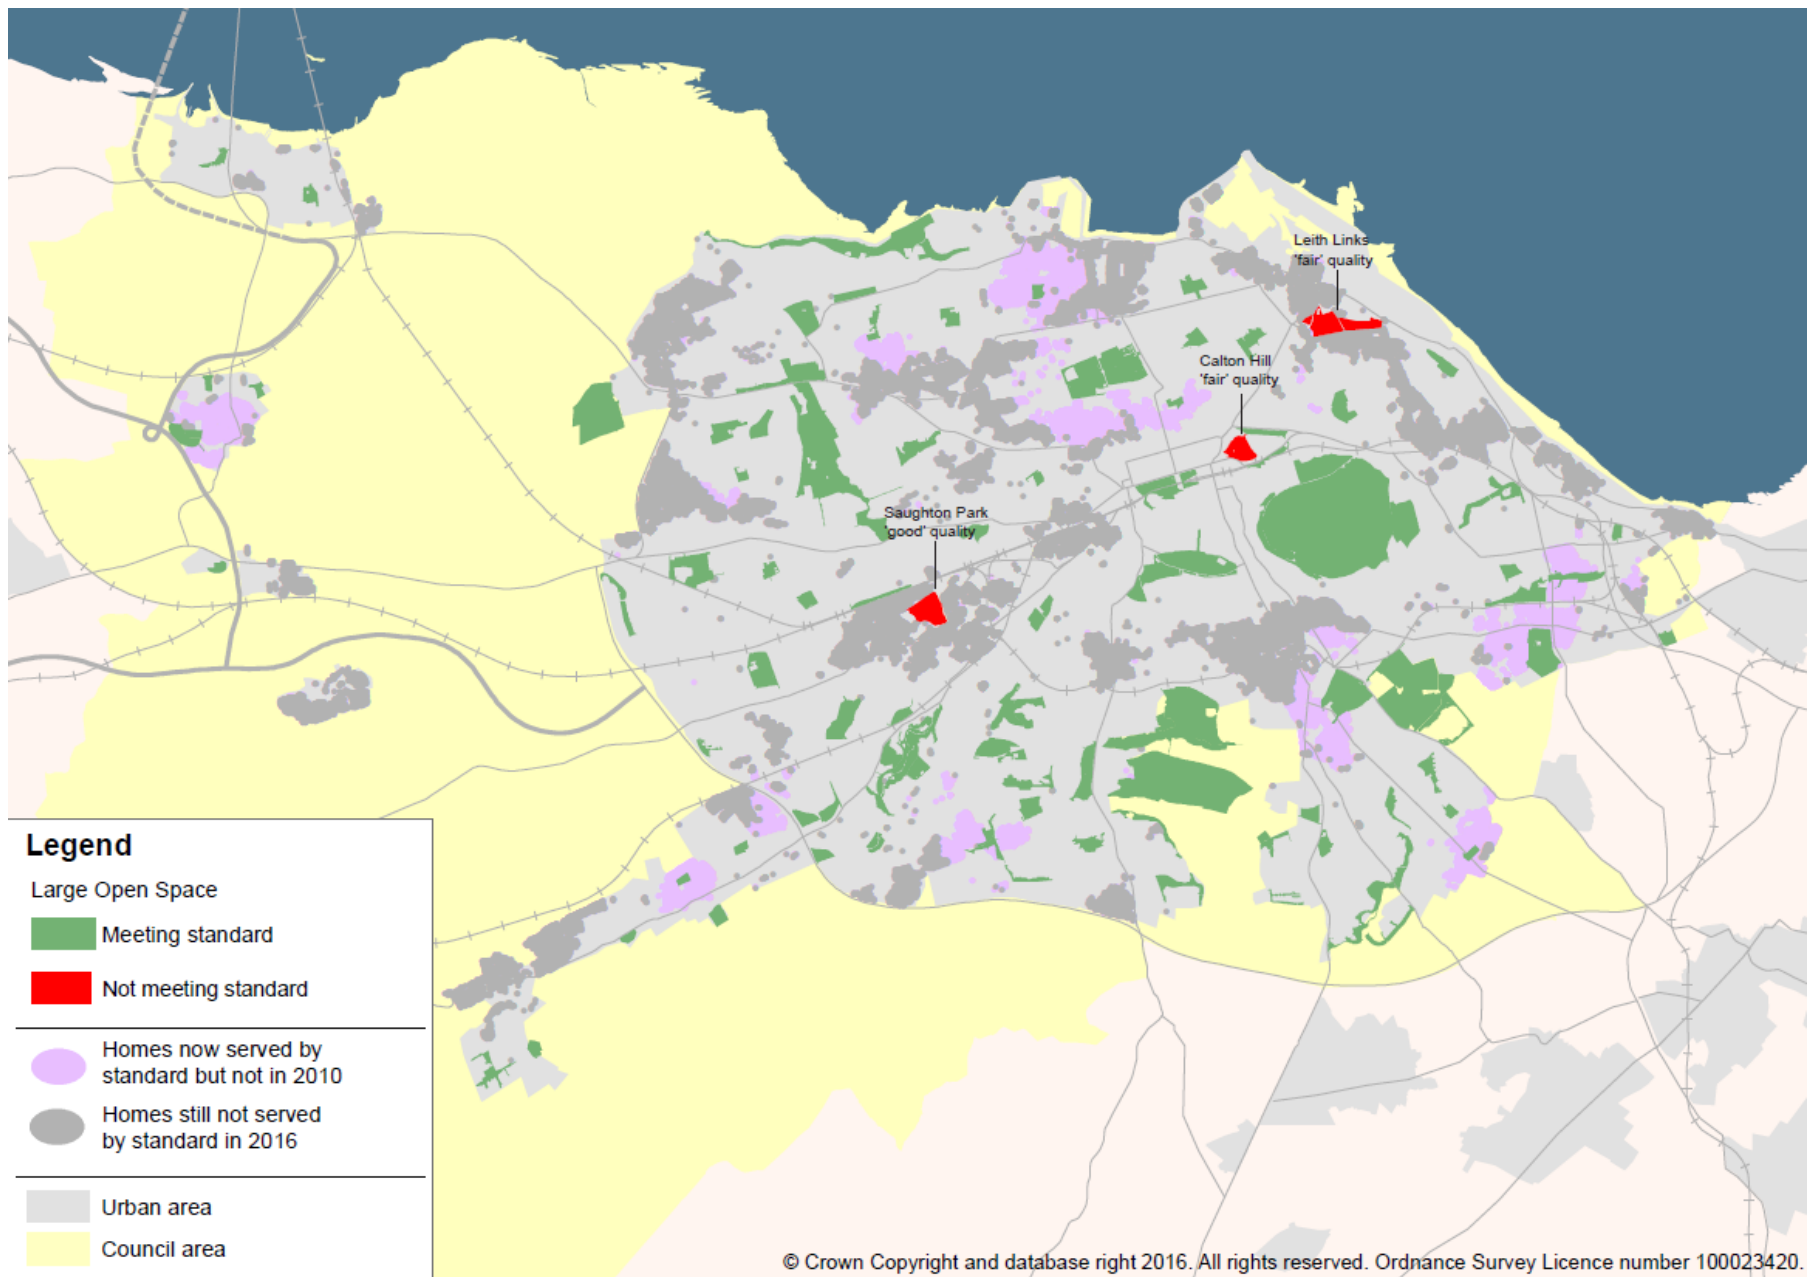 Leith Links
'fair' quality
Calton Hill
'fair' quality
Saughton Park
'good' quality
Legend
Large Open Space
Meeting standard
Not meeting standard
Homes now served by
standard but not in 2010
Homes still not served
by standard in 2016
Urban area
Council area
© Crown Copyright and database right 2016. All rights reserved. Ordnance Survey Licence number 100023420.